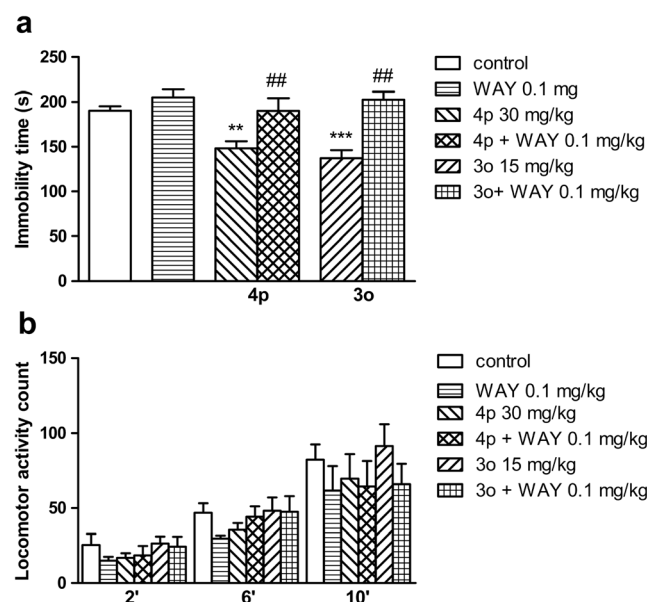 a
250
200
150
100
50
0
Immobility time (s)
**
##
***
##
4p
3o
control
WAY 0.1 mg
4p 30 mg/kg
4p + WAY 0.1 mg/kg
3o 15 mg/kg
3o+ WAY 0.1 mg/kg
b
150
100
50
0
Locomotor activity count
2'
6'
10'
control
WAY 0.1 mg/kg
4p 30 mg/kg
4p + WAY 0.1 mg/kg
3o 15 mg/kg
3o + WAY 0.1 mg/kg